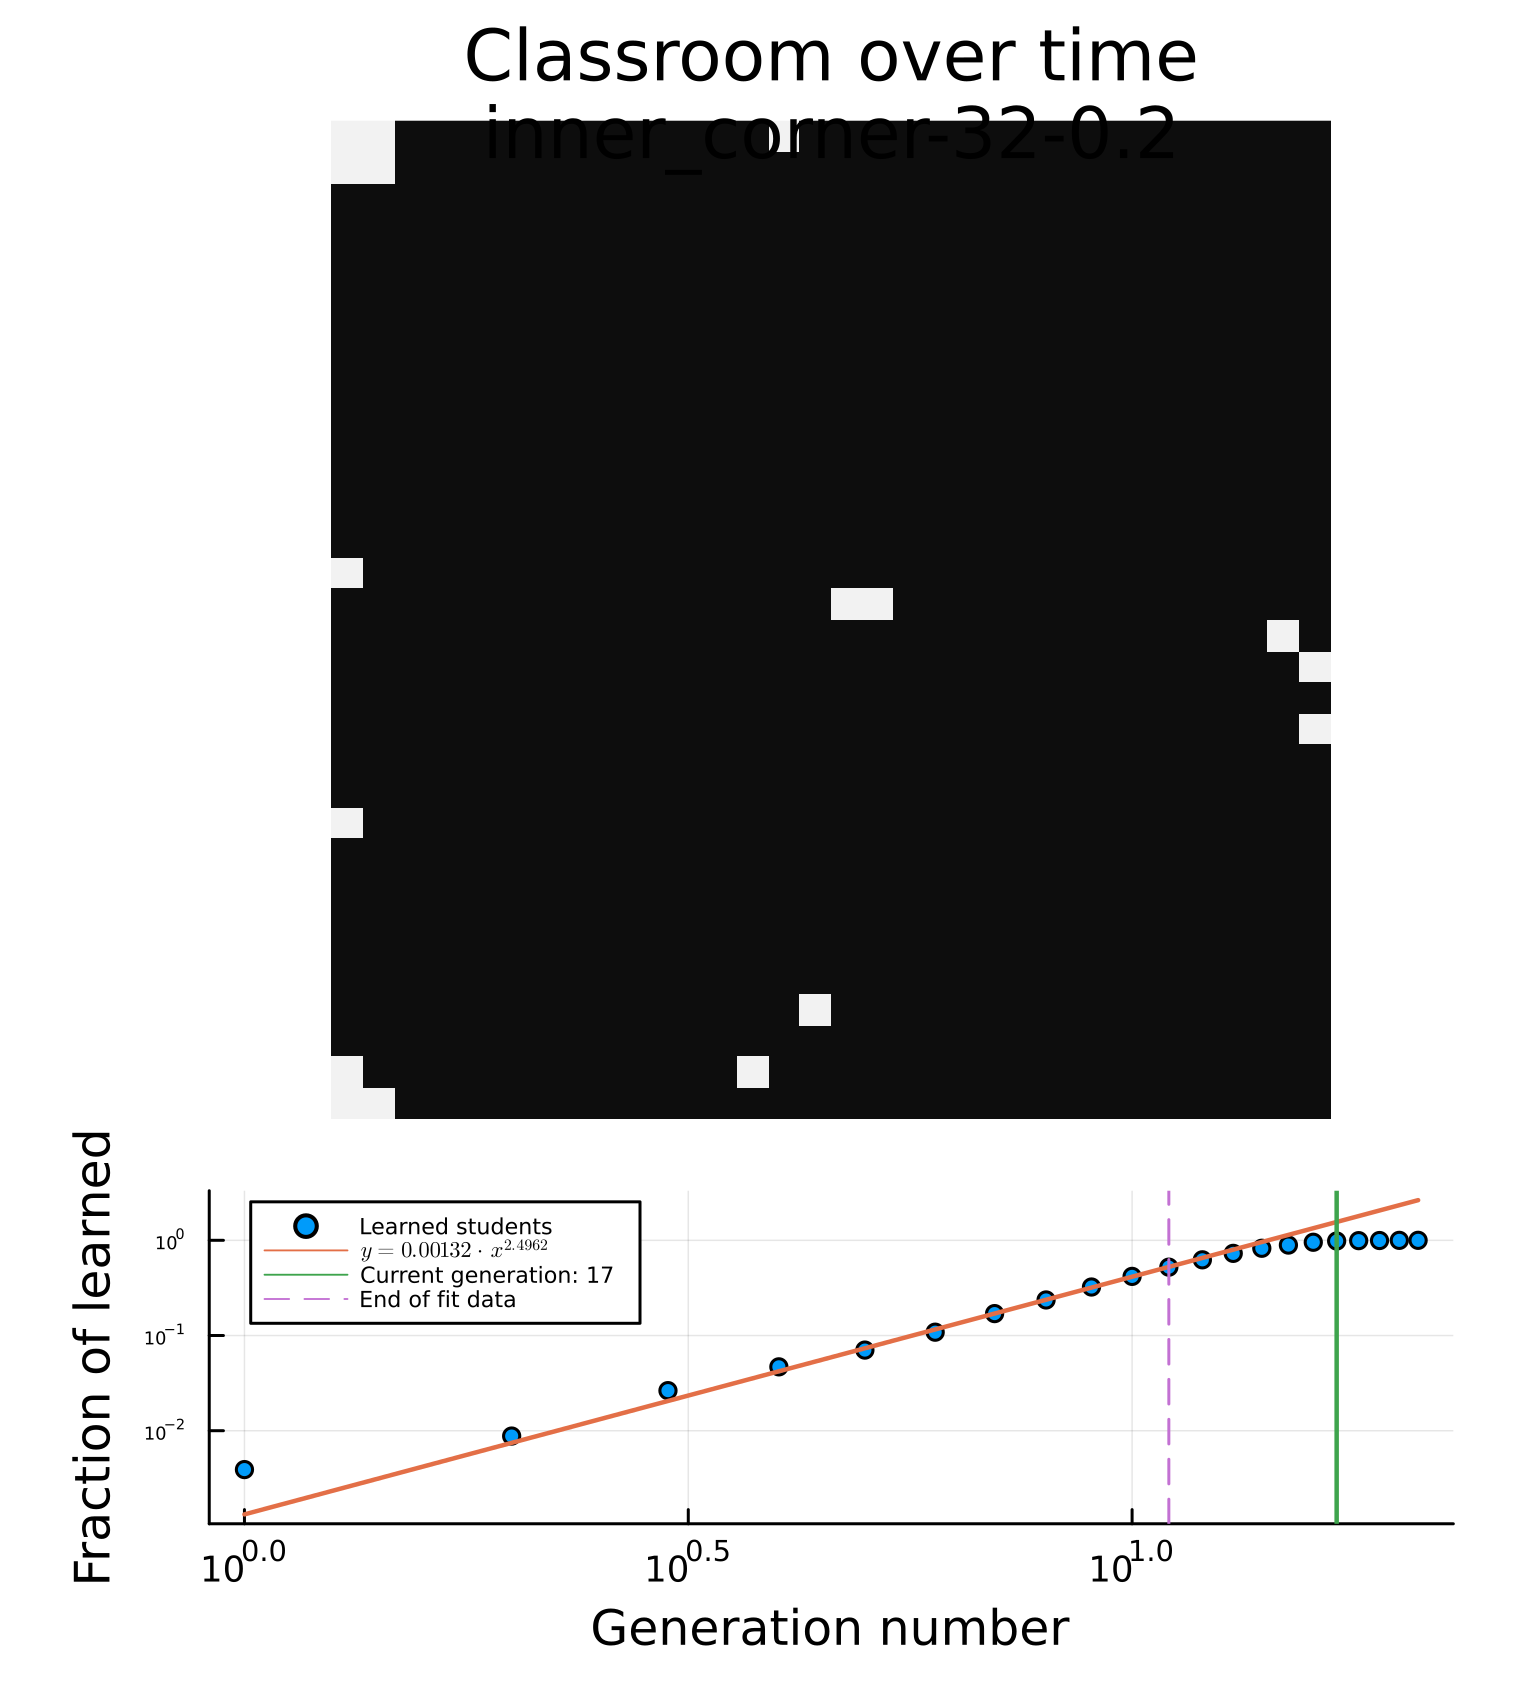 Classroom over time
inner_corner-32-0.2
Fraction of learned
10⁰
10⁻¹
10⁻²
Learned students
y = 0.00132 · x^2.4962
Current generation: 17
End of fit data
10^0.0
10^0.5
10^1.0
Generation number